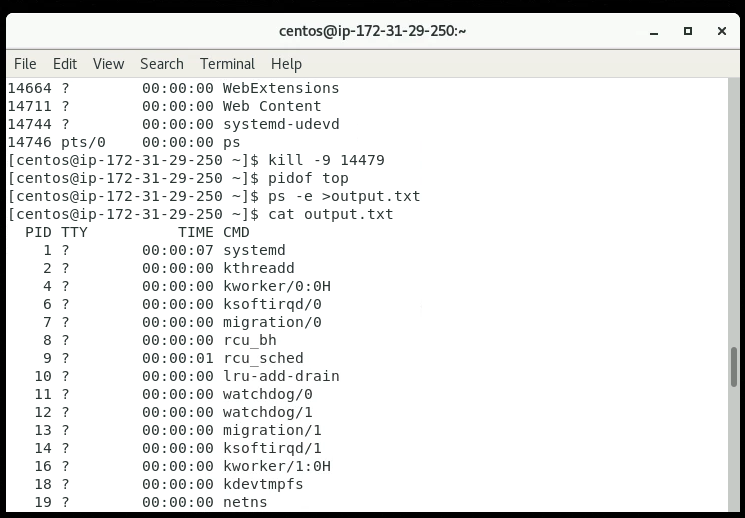 centos@ip-172-31-29-250:~
File Edit View Search Terminal Help
14664 ?        00:00:00 WebExtensions
14711 ?        00:00:00 Web Content
14744 ?        00:00:00 systemd-udevd
14746 pts/0    00:00:00 ps
[centos@ip-172-31-29-250 ~]$ kill -9 14479
[centos@ip-172-31-29-250 ~]$ pidof top
[centos@ip-172-31-29-250 ~]$ ps -e >output.txt
[centos@ip-172-31-29-250 ~]$ cat output.txt
  PID TTY          TIME CMD
    1 ?        00:00:07 systemd
    2 ?        00:00:00 kthreadd
    4 ?        00:00:00 kworker/0:0H
    6 ?        00:00:00 ksoftirqd/0
    7 ?        00:00:00 migration/0
    8 ?        00:00:00 rcu_bh
    9 ?        00:00:01 rcu_sched
   10 ?        00:00:00 lru-add-drain
   11 ?        00:00:00 watchdog/0
   12 ?        00:00:00 watchdog/1
   13 ?        00:00:00 migration/1
   14 ?        00:00:00 ksoftirqd/1
   16 ?        00:00:00 kworker/1:0H
   18 ?        00:00:00 kdevtmpfs
   19 ?        00:00:00 netns